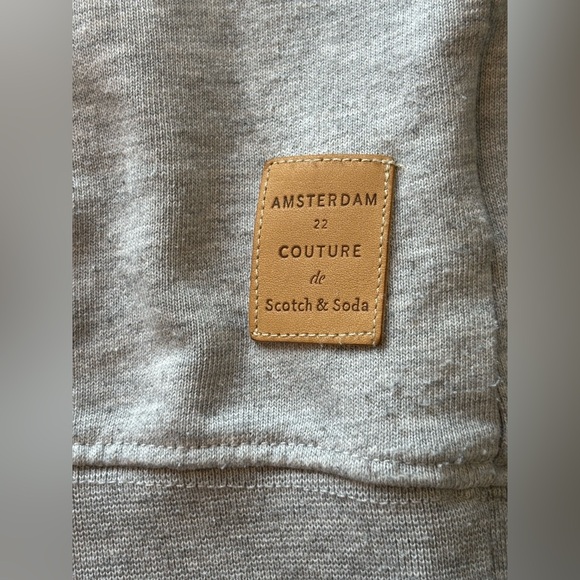 AMSTERDAM
22
COUTURE
de
Scotch & Soda